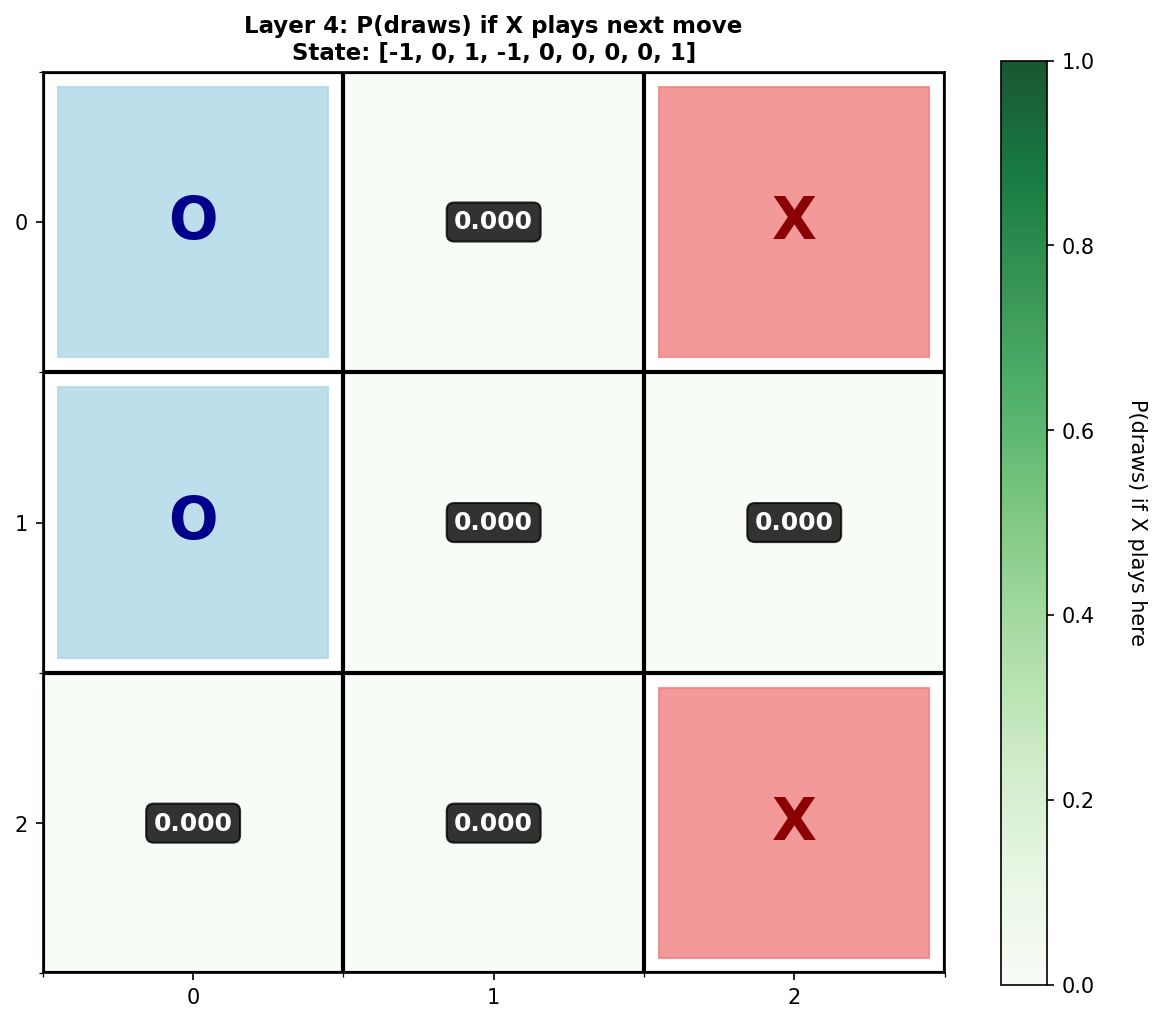 Layer 4: P(draws) if X plays next move
State: [-1, 0, 1, -1, 0, 0, 0, 0, 1]
O
0.000
X
O
0.000
0.000
0.000
0.000
X
0
1
2
0
1
2
1.0
0.8
0.6
0.4
0.2
0.0
P(draws) if X plays here